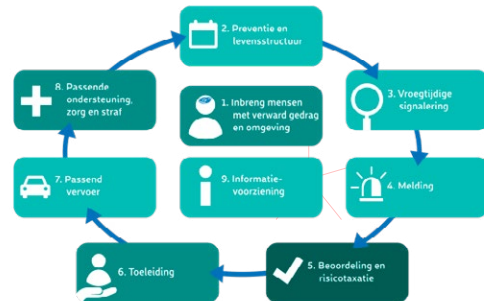 2. Preventie en
levensstructuur
8. Passende
ondersteuning,
zorg en straf
1. Inbreng mensen
met verward gedrag
en omgeving
3. Vroegtijdige
signalering
7. Passend
vervoer
9. Informatie-
voorziening
4. Melding
6. Toeleiding
5. Beoordeling en
risicotaxatie